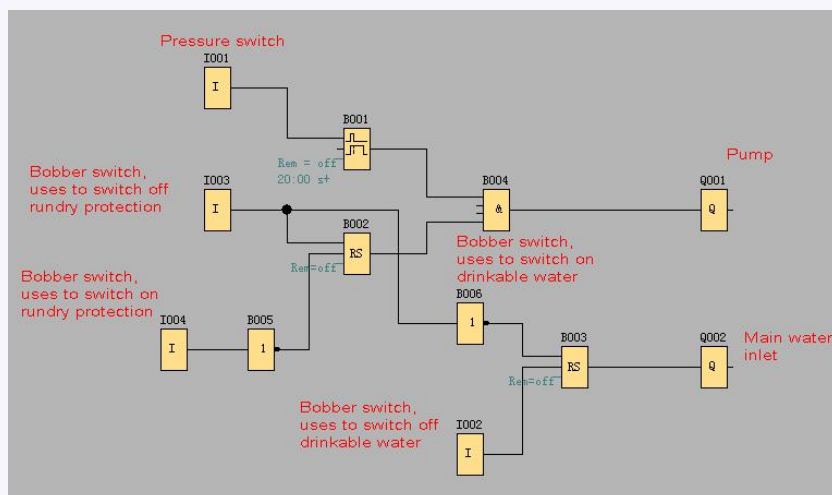 Pressure switch
I001
I
B001
Rem = off
20:00 s+
Bobber switch,
uses to switch off
rundry protection
I003
I
B002
RS
Rem=off
B004
&
Pump
Q001
Q
Bobber switch,
uses to switch on
drinkable water
Bobber switch,
uses to switch on
rundry protection
I004
I
B005
1
B006
1
B003
RS
Rem=off
Q002
Q
Main water
inlet
Bobber switch,
uses to switch off
drinkable water
I002
I